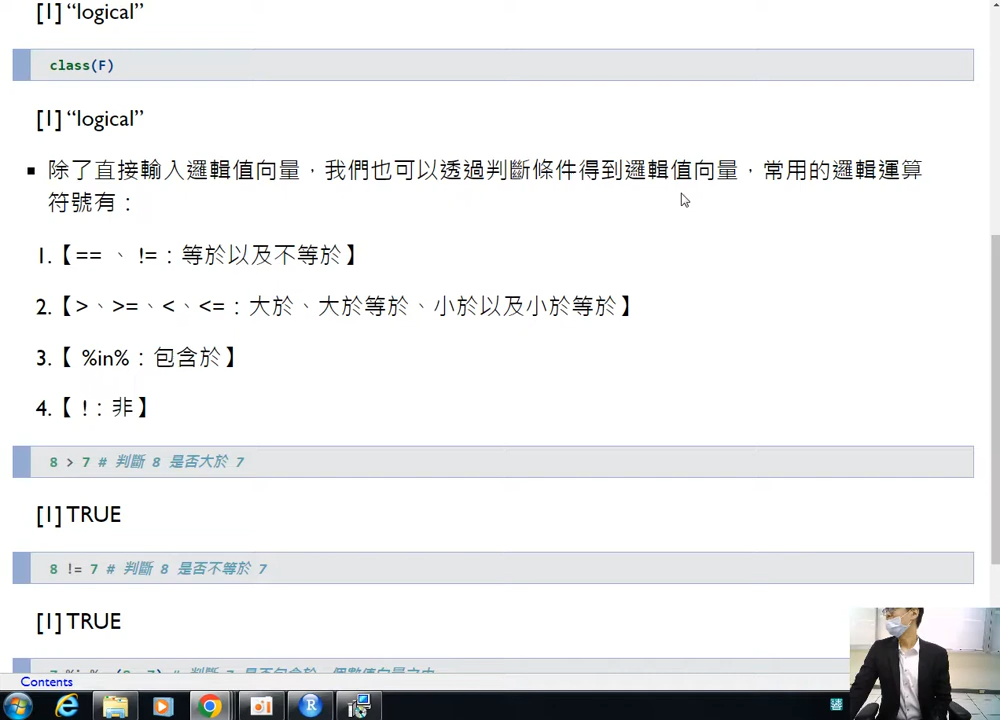 [1] “logical”
class(F)
[1] “logical”
▪ 除了直接輸入邏輯值向量，我們也可以透過判斷條件得到邏輯值向量，常用的邏輯運算
符號有：
1.【== 、 !=：等於以及不等於】
2.【>、>=、<、<=：大於、大於等於、小於以及小於等於】
3.【 %in%：包含於】
4.【 !：非】
8 > 7 # 判斷 8 是否大於 7
[1] TRUE
8 != 7 # 判斷 8 是否不等於 7
[1] TRUE
Contents